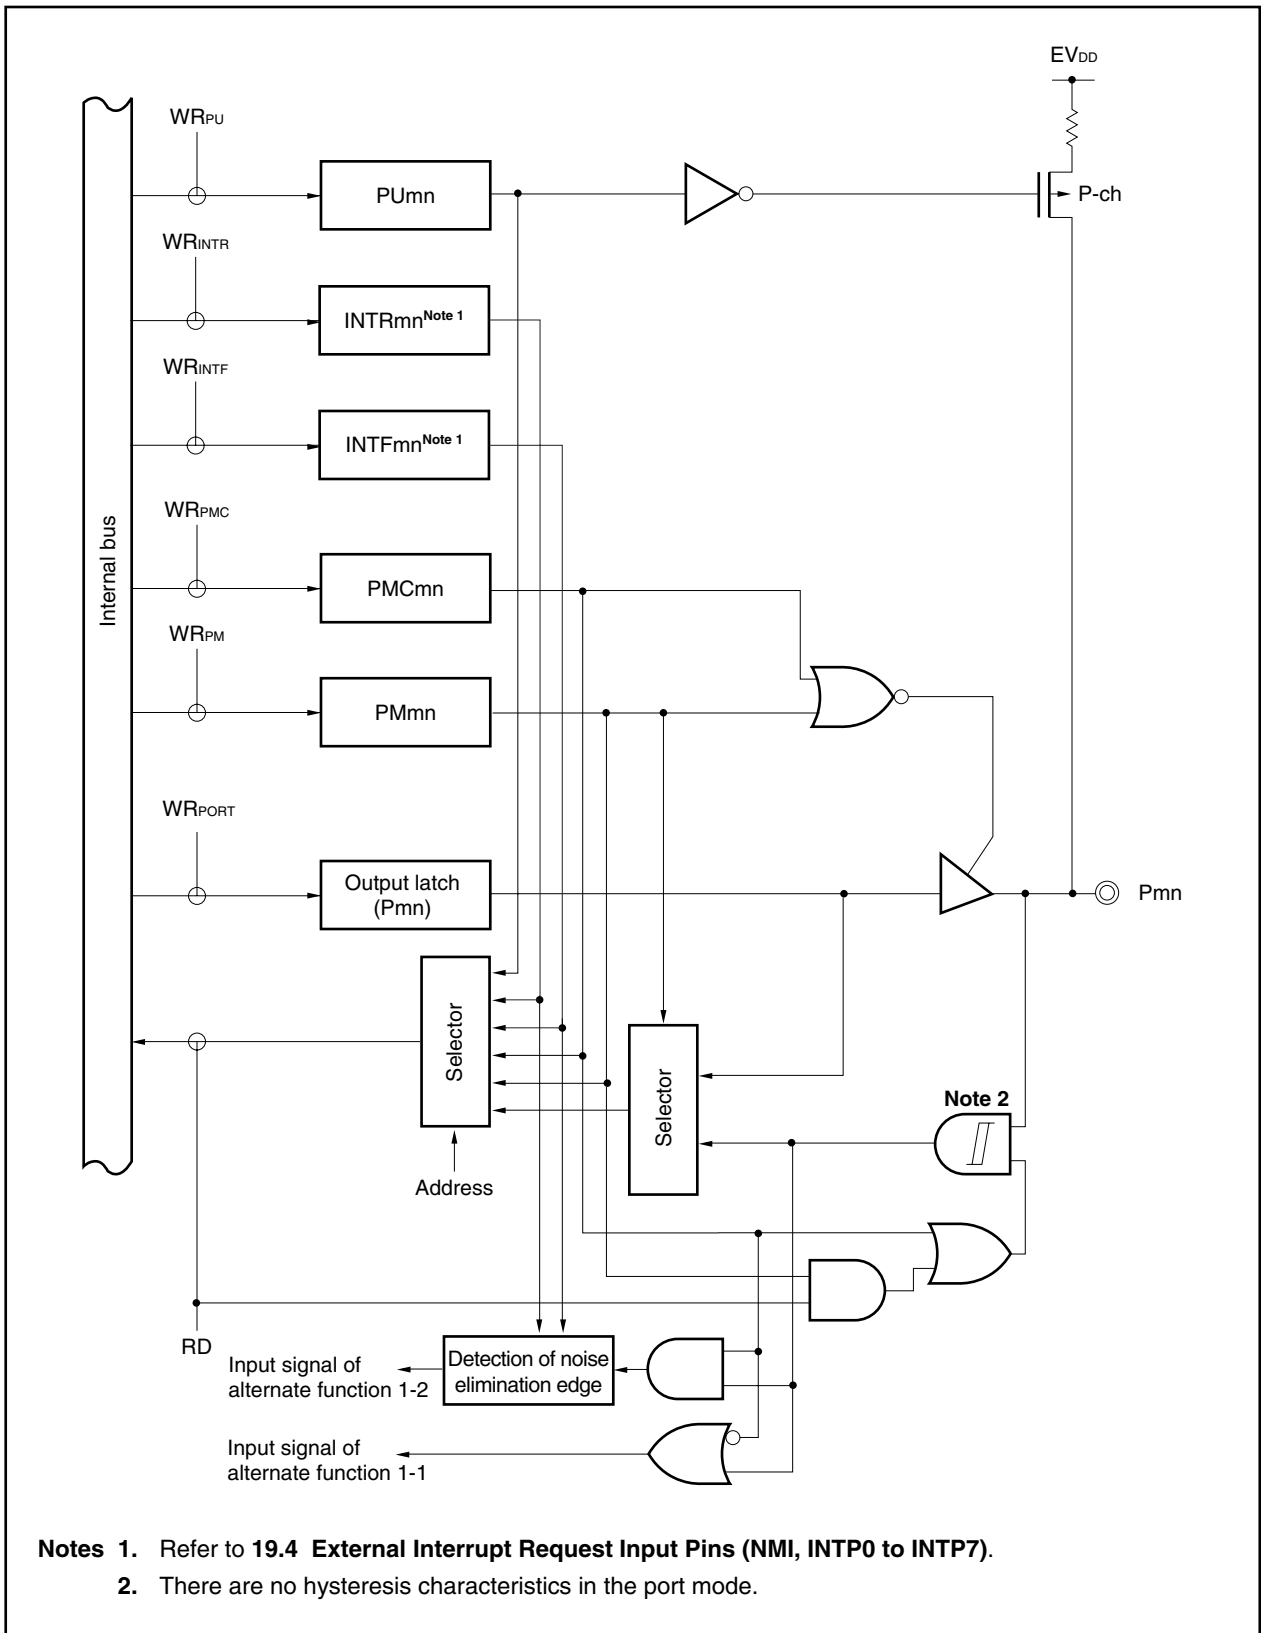 EVDD
WRPU
PUmn
P-ch
WRINTR
INTRmnNote 1
WRINTF
INTFmnNote 1
WRPMC
Internal bus
PMCmn
WRPM
PMmn
WRPORT
Output latch
(Pmn)
Pmn
Selector
Selector
Note 2
Address
RD
Input signal of
alternate function 1-2
Detection of noise
elimination edge
Input signal of
alternate function 1-1
Notes 1. Refer to 19.4 External Interrupt Request Input Pins (NMI, INTP0 to INTP7).
2. There are no hysteresis characteristics in the port mode.